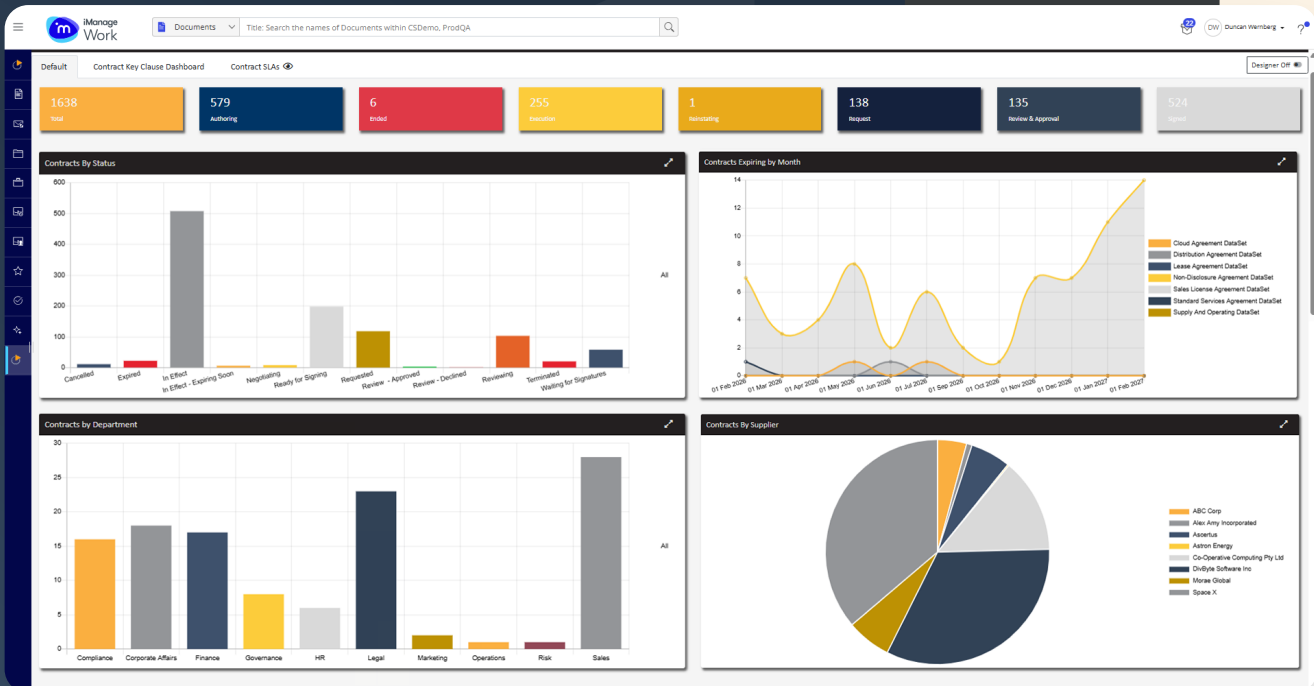 iManage
Work
Documents
Title: Search the names of Documents within CSDemo, ProdQA
22
DW
Duncan Wernberg
?
Default
Contract Key Clause Dashboard
Contract SLAs
Designer Off
1638
Total
579
Authoring
6
Ended
255
Execution
1
Reinstating
138
Request
135
Review & Approval
524
Signed
Contracts By Status
600
500
400
300
200
100
0
Cancelled
Expired
In Effect
In Effect - Expiring Soon
Negotiating
Ready for Signing
Requested
Review - Approved
Review - Declined
Reviewing
Terminated
Waiting for Signatures
All
Contracts Expiring by Month
14
12
10
8
6
4
2
0
01 Feb 2026
01 Mar 2026
01 Apr 2026
01 May 2026
01 Jun 2026
01 Jul 2026
01 Sep 2026
01 Oct 2026
01 Nov 2026
01 Dec 2026
01 Jan 2027
01 Feb 2027
Cloud Agreement DataSet
Distribution Agreement DataSet
Lease Agreement DataSet
Non-Disclosure Agreement DataSet
Sales License Agreement DataSet
Standard Services Agreement DataSet
Supply And Operating DataSet
Contracts by Department
30
25
20
15
10
5
0
Compliance
Corporate Affairs
Finance
Governance
HR
Legal
Marketing
Operations
Risk
Sales
All
Contracts By Supplier
ABC Corp
Alex Amy Incorporated
Ascertus
Astron Energy
Co-Operative Computing Pty Ltd
DivByte Software Inc
Morae Global
Space X